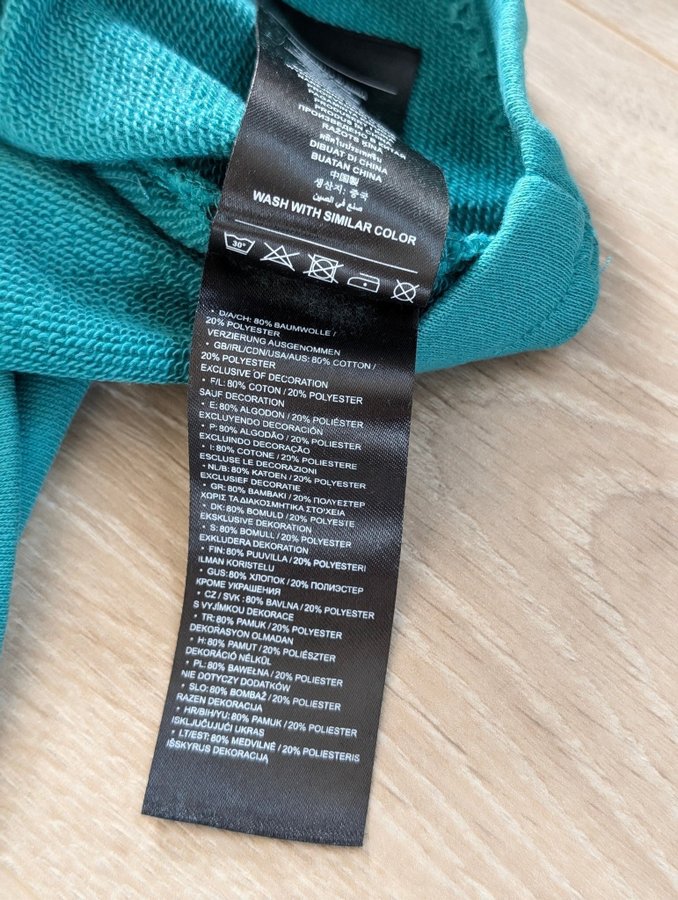 PRODUS IN CHINA
ПРОИЗВЕДЕНО В КИТАЕ
RAZOTS ĶĪNĀ
ผลิตในประเทศจีน
DIBUAT DI CHINA
BUATAN CHINA
中国製
생산지: 중국
صنع في الصين
WASH WITH SIMILAR COLOR
30°
• D/A/CH: 80% BAUMWOLLE /
20% POLYESTER
VERZIERUNG AUSGENOMMEN
• GB/IRL/CDN/USA/AUS: 80% COTTON /
20% POLYESTER
EXCLUSIVE OF DECORATION
• F/L: 80% COTON / 20% POLYESTER
SAUF DECORATION
• E: 80% ALGODON / 20% POLIÉSTER
EXCLUYENDO DECORACIÓN
• P: 80% ALGODÃO / 20% POLIESTER
EXCLUINDO DECORAÇÃO
• I: 80% COTONE / 20% POLIESTERE
ESCLUSE LE DECORAZIONI
• NL/B: 80% KATOEN / 20% POLYESTER
EXCLUSIEF DECORATIE
• GR: 80% ΒΑΜΒΑΚΙ / 20% ΠΟΛΥΕΣΤΕΡ
ΧΩΡΙΣ ΤΑ ΔΙΑΚΟΣΜΗΤΙΚΑ ΣΤΟΙΧΕΙΑ
• DK: 80% BOMULD / 20% POLYESTE
EKSKLUSIVE DEKORATION
• S: 80% BOMULL / 20% POLYESTER
EXKLUDERA DEKORATION
• FIN: 80% PUUVILLA / 20% POLYESTERI
ILMAN KORISTELU
• GUS: 80% ХЛОПОК / 20% ПОЛИЭСТЕР
КРОМЕ УКРАШЕНИЯ
• CZ / SVK: 80% BAVLNA / 20% POLYESTER
S VYJÍMKOU DEKORACE
• TR: 80% PAMUK / 20% POLYESTER
DEKORASYON OLMADAN
• H: 80% PAMUT / 20% POLIÉSZTER
DEKORÁCIÓ NÉLKÜL
• PL: 80% BAWEŁNA / 20% POLYESTER
NIE DOTYCZY DODATKÓW
• SLO: 80% BOMBAŽ / 20% POLIESTER
RAZEN DEKORACIJA
• HR/BIH/YU: 80% PAMUK / 20% POLIESTER
ISKLJUČUJUĆI UKRAS
• LT/EST: 80% MEDVILNĖ / 20% POLIESTERIS
IŠSKYRUS DEKORACIJĄ